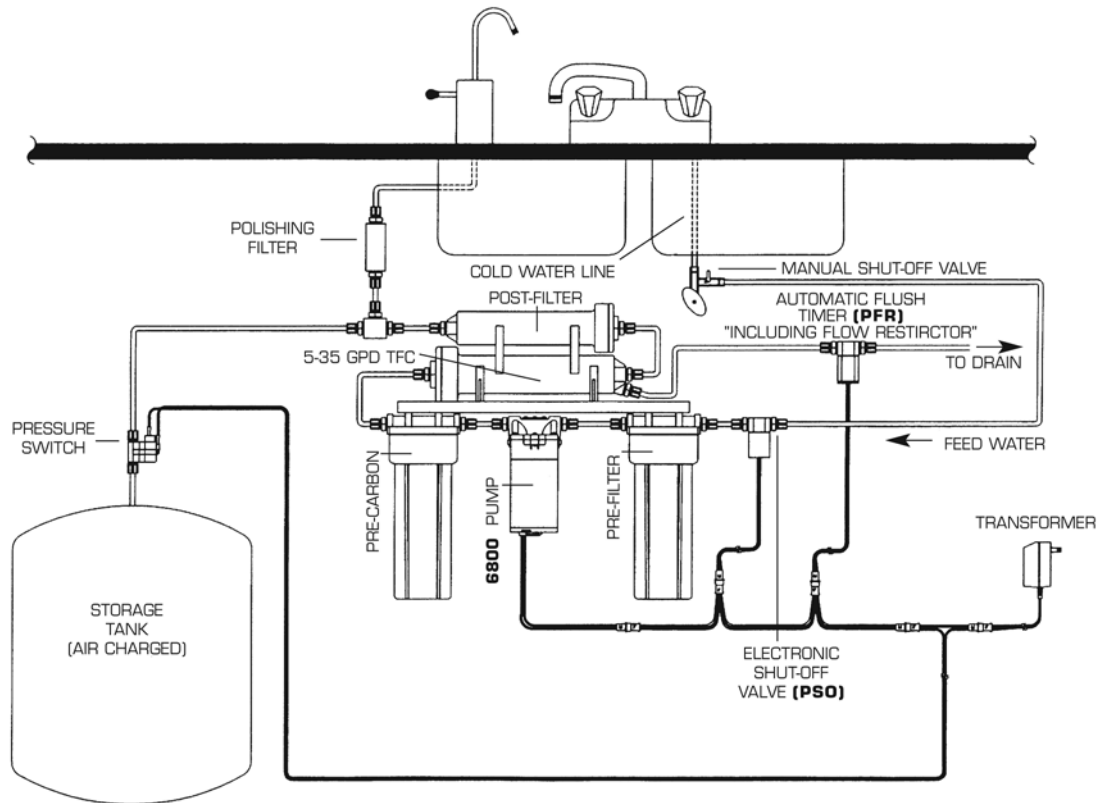 POLISHING
FILTER
COLD WATER LINE
MANUAL SHUT-OFF VALVE
POST-FILTER
AUTOMATIC FLUSH
TIMER (PFR)
"INCLUDING FLOW RESTIRCTOR"
5-35 GPD TFC
TO DRAIN
PRESSURE
SWITCH
FEED WATER
PRE-CARBON
6800 PUMP
PRE-FILTER
TRANSFORMER
STORAGE
TANK
(AIR CHARGED)
ELECTRONIC
SHUT-OFF
VALVE (PSO)